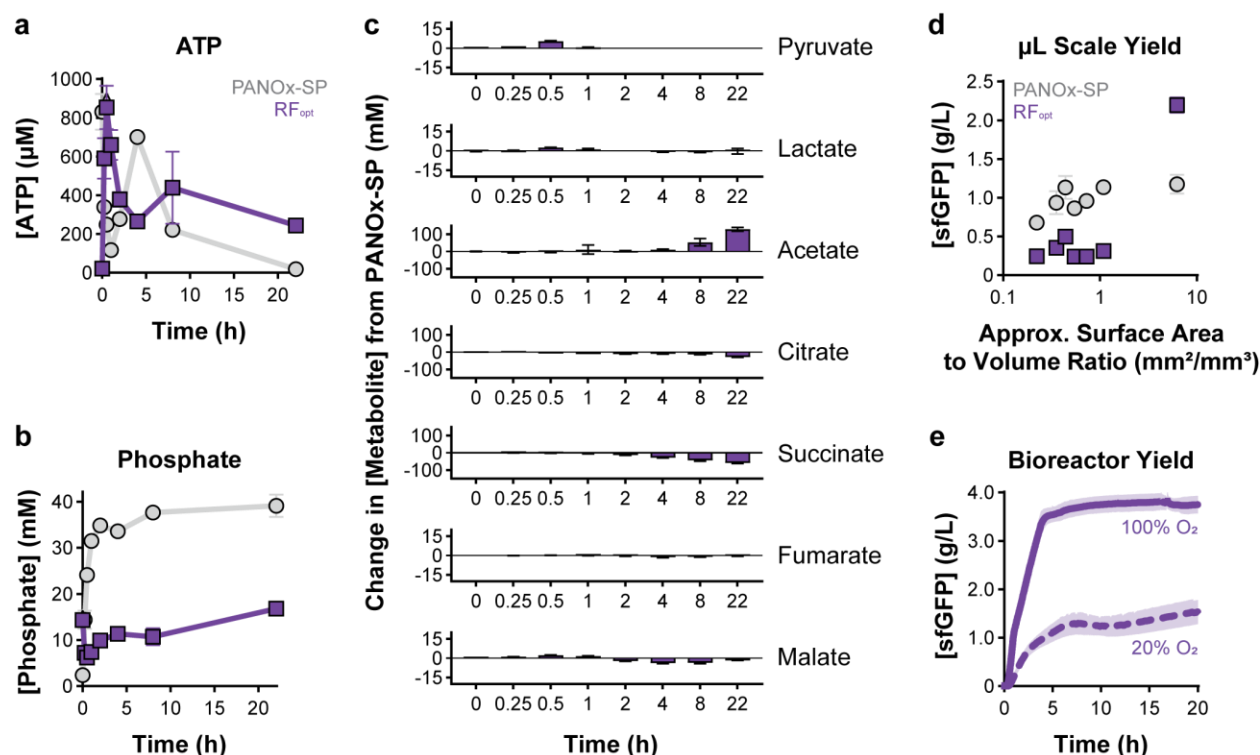 a
ATP
[ATP] (µM)
1000
800
600
400
200
0
PANOx-SP
RFopt
0 5 10 15 20
Time (h)
b
Phosphate
[Phosphate] (mM)
40
30
20
10
0
0 5 10 15 20
Time (h)
c
Change in [Metabolite] from PANOx-SP (mM)
15
0
-15
Pyruvate
0 0.25 0.5 1 2 4 8 22
15
0
-15
Lactate
0 0.25 0.5 1 2 4 8 22
100
0
-100
Acetate
0 0.25 0.5 1 2 4 8 22
100
0
-100
Citrate
0 0.25 0.5 1 2 4 8 22
100
0
-100
Succinate
0 0.25 0.5 1 2 4 8 22
15
0
-15
Fumarate
0 0.25 0.5 1 2 4 8 22
15
0
-15
Malate
0 0.25 0.5 1 2 4 8 22
Time (h)
d
µL Scale Yield
[sfGFP] (g/L)
2.5
2.0
1.5
1.0
0.5
0
PANOx-SP
RFopt
0.1 1 10
Approx. Surface Area
to Volume Ratio (mm²/mm³)
e
Bioreactor Yield
[sfGFP] (g/L)
4.0
3.0
2.0
1.0
0
100% O₂
20% O₂
0 5 10 15 20
Time (h)